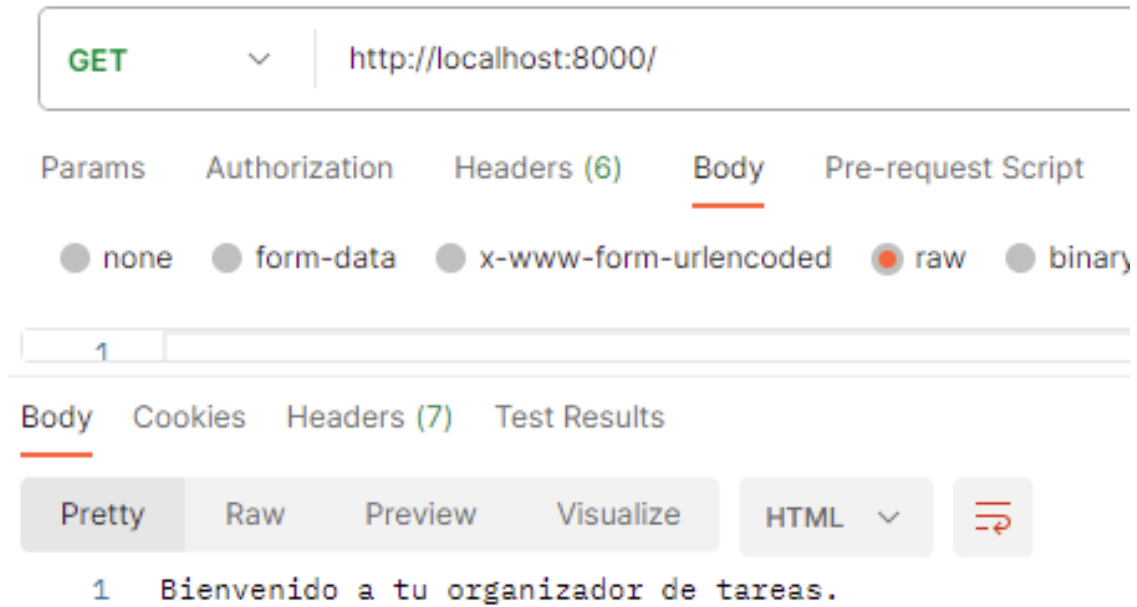 GET http://localhost:8000/
Params Authorization Headers (6) Body Pre-request Script
none form-data x-www-form-urlencoded raw binary
1
Body Cookies Headers (7) Test Results
Pretty Raw Preview Visualize HTML
1 Bienvenido a tu organizador de tareas.